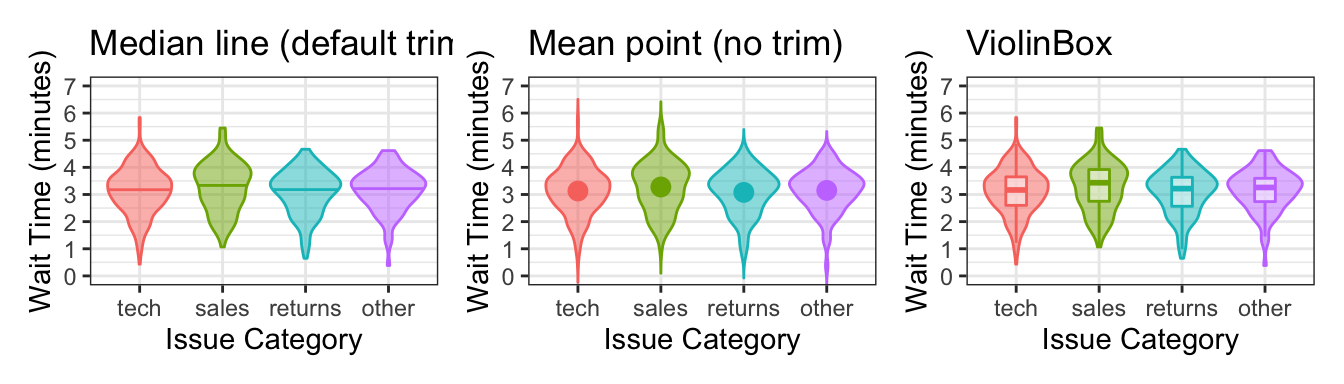 Median line (default trim
Wait Time (minutes)
7
6
5
4
3
2
1
0
tech sales returns other
Issue Category
Mean point (no trim)
Wait Time (minutes)
7
6
5
4
3
2
1
0
tech sales returns other
Issue Category
ViolinBox
Wait Time (minutes)
7
6
5
4
3
2
1
0
tech sales returns other
Issue Category